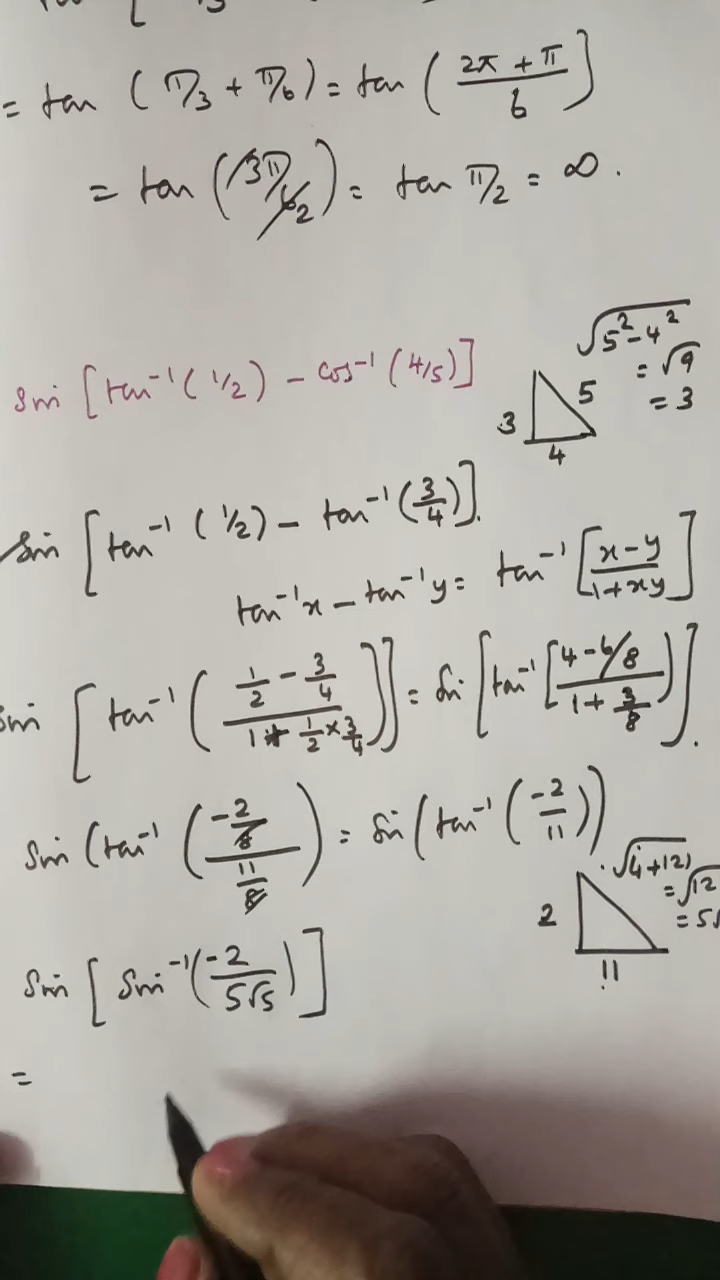 = tan (π/3 + π/6) = tan (2π + π / 6)
= tan (3π/6 2) = tan π/2 = ∞.
√5²-4²
= √9
= 3
sin [tan⁻¹(1/2) - cos⁻¹(4/5)]
3 5
4
sin [tan⁻¹(1/2) - tan⁻¹(3/4)].
tan⁻¹x - tan⁻¹y = tan⁻¹[x-y / 1+xy]
sin [tan⁻¹(1/2 - 3/4 / 1+ 1/2 × 3/4)] = sin [tan⁻¹[4-6/8 / 1+ 3/8]].
sin (tan⁻¹(-2/8 / 11/8)) = sin (tan⁻¹(-2/11))
√4+12
= √12
2 = 5
11
sin [sin⁻¹(-2/5√5)]
=